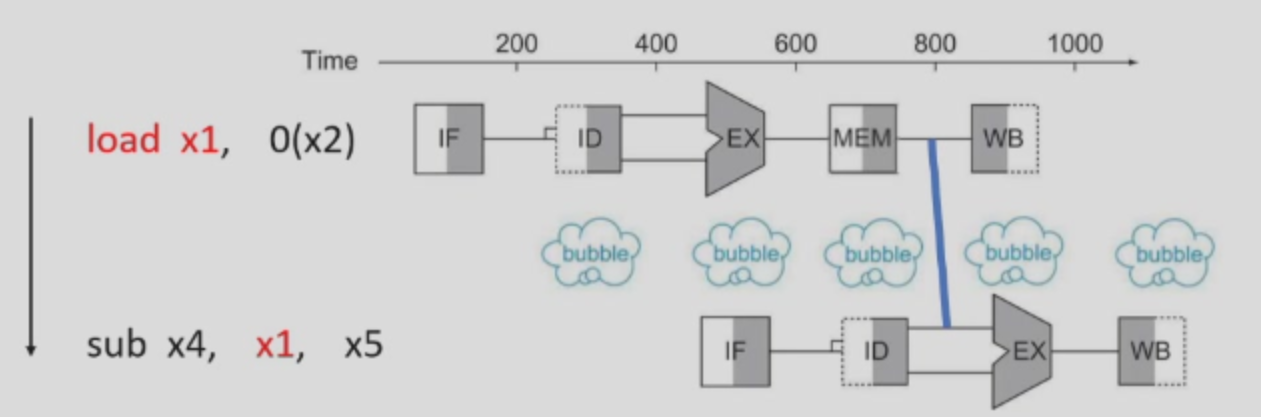 Time 200 400 600 800 1000
load x1, 0(x2) IF ID EX MEM WB
bubble bubble bubble bubble bubble
sub x4, x1, x5 IF ID EX WB